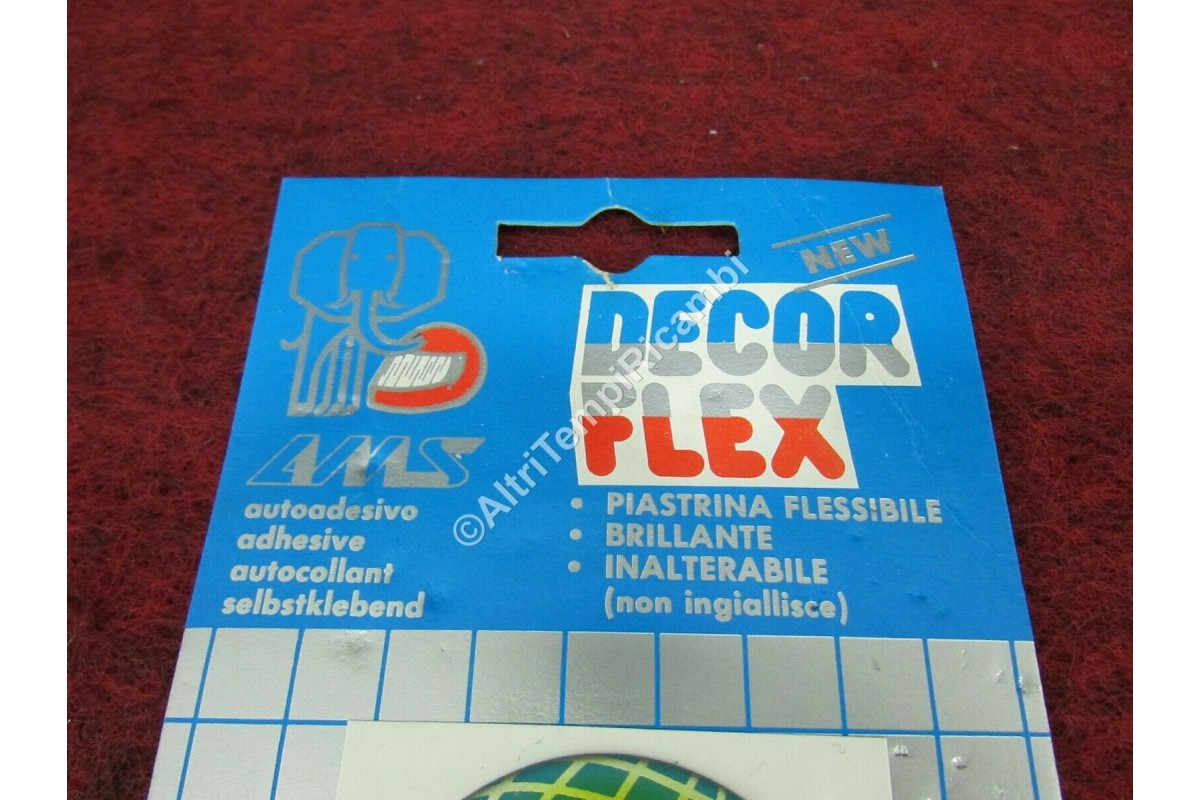 NEW
DECOR
FLEX
AMS
autoadesivo
adhesive
autocollant
selbstklebend
• PIASTRINA FLESSIBILE
• BRILLANTE
• INALTERABILE
(non ingiallisce)
©AltriTempiRicambi